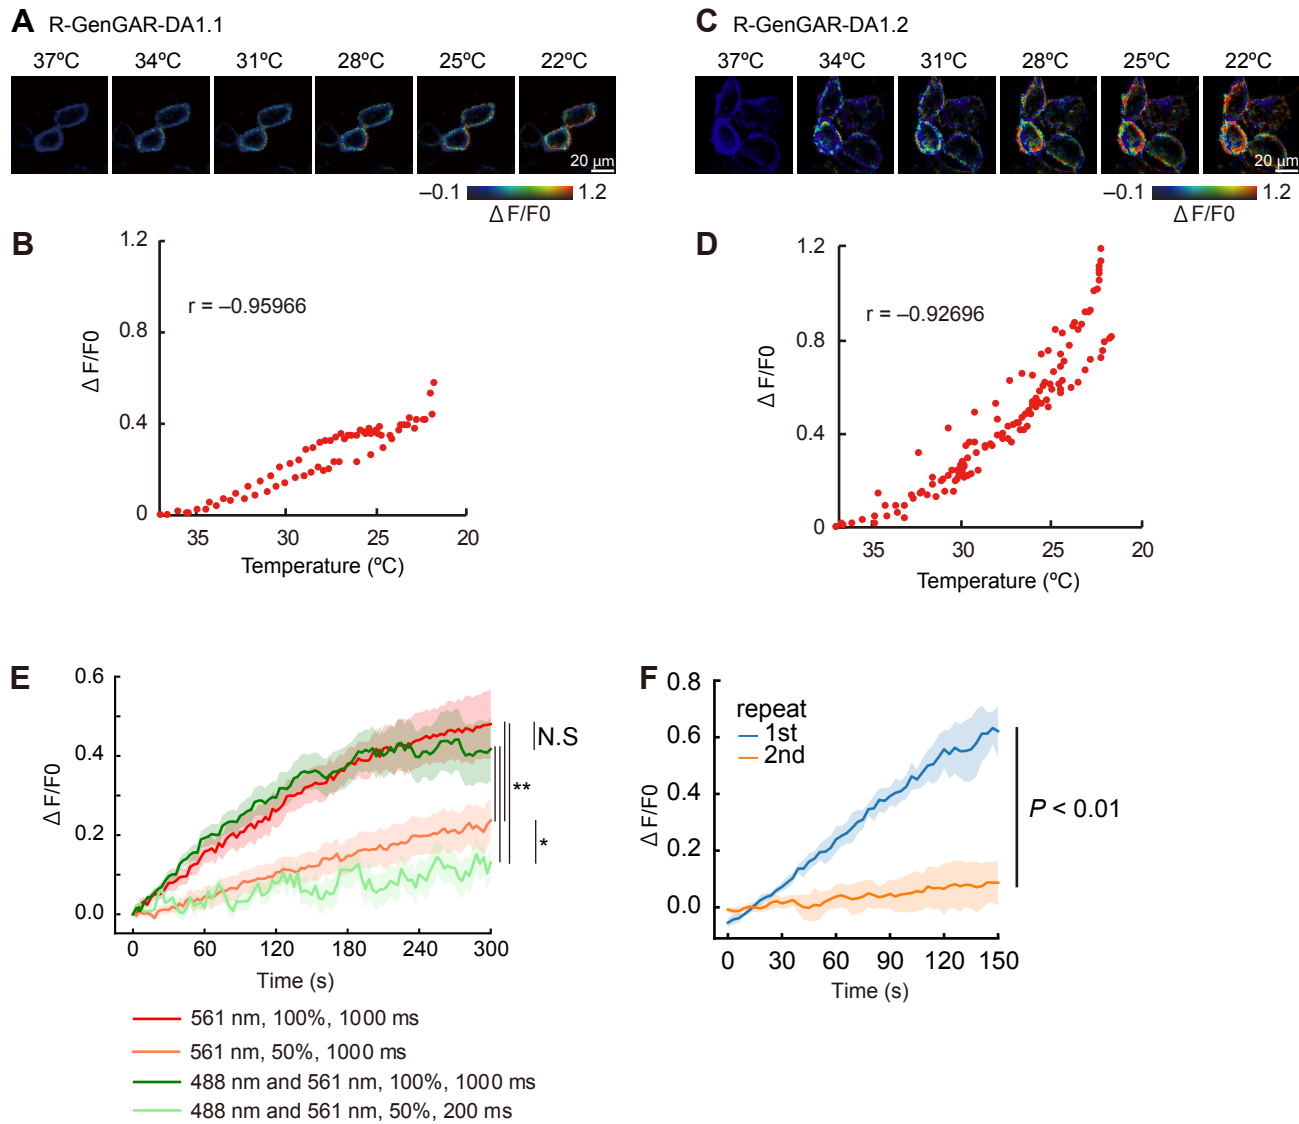 A R-GenGAR-DA1.1
37ºC 34ºC 31ºC 28ºC 25ºC 22ºC
20 µm
–0.1 1.2
Δ F/F0
C R-GenGAR-DA1.2
37ºC 34ºC 31ºC 28ºC 25ºC 22ºC
20 µm
–0.1 1.2
Δ F/F0
B
1.2
0.8
0.4
0
Δ F/F0
r = –0.95966
35 30 25 20
Temperature (ºC)
D
1.2
0.8
0.4
0
Δ F/F0
r = –0.92696
35 30 25 20
Temperature (ºC)
E
0.6
0.4
0.2
0.0
Δ F/F0
N.S
**
*
0 60 120 180 240 300
Time (s)
561 nm, 100%, 1000 ms
561 nm, 50%, 1000 ms
488 nm and 561 nm, 100%, 1000 ms
488 nm and 561 nm, 50%, 200 ms
F
0.8
0.6
0.4
0.2
0.0
Δ F/F0
repeat
1st
2nd
P < 0.01
0 30 60 90 120 150
Time (s)